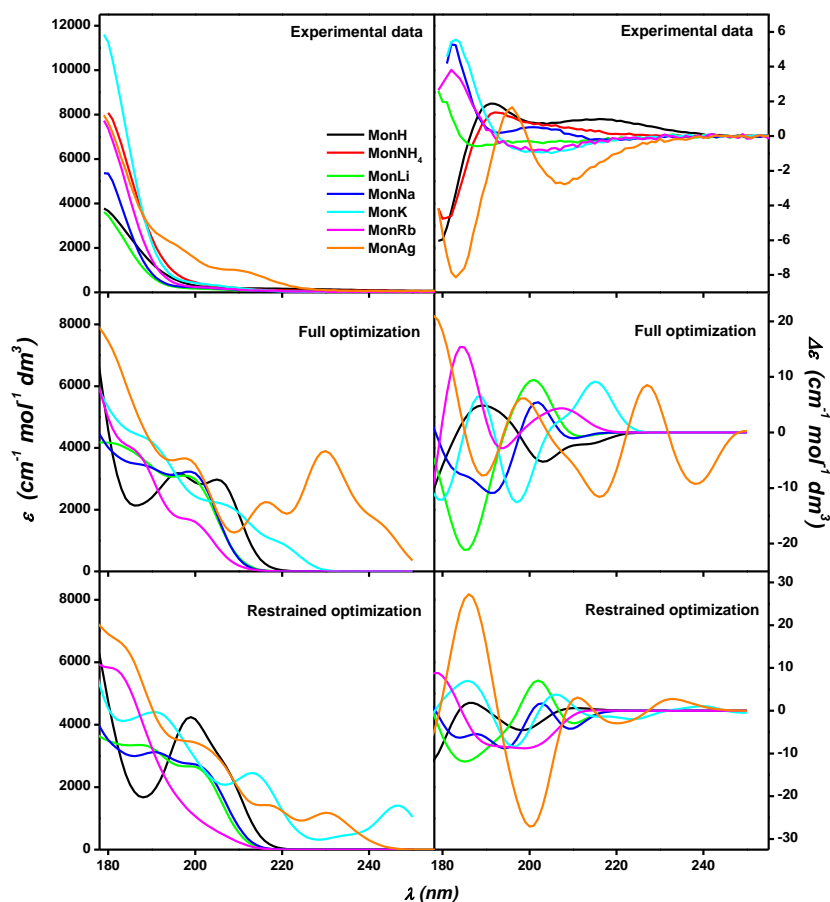 Experimental data
12000
10000
8000
6000
4000
2000
0
MonH
MonNH₄
MonLi
MonNa
MonK
MonRb
MonAg
Experimental data
6
4
2
0
-2
-4
-6
-8
Full optimization
8000
6000
4000
2000
0
Full optimization
20
10
0
-10
-20
Restrained optimization
8000
6000
4000
2000
0
180
200
220
240
Restrained optimization
30
20
10
0
-10
-20
-30
180
200
220
240
ε (cm⁻¹ mol⁻¹ dm³)
Δε (cm⁻¹ mol⁻¹ dm³)
λ (nm)